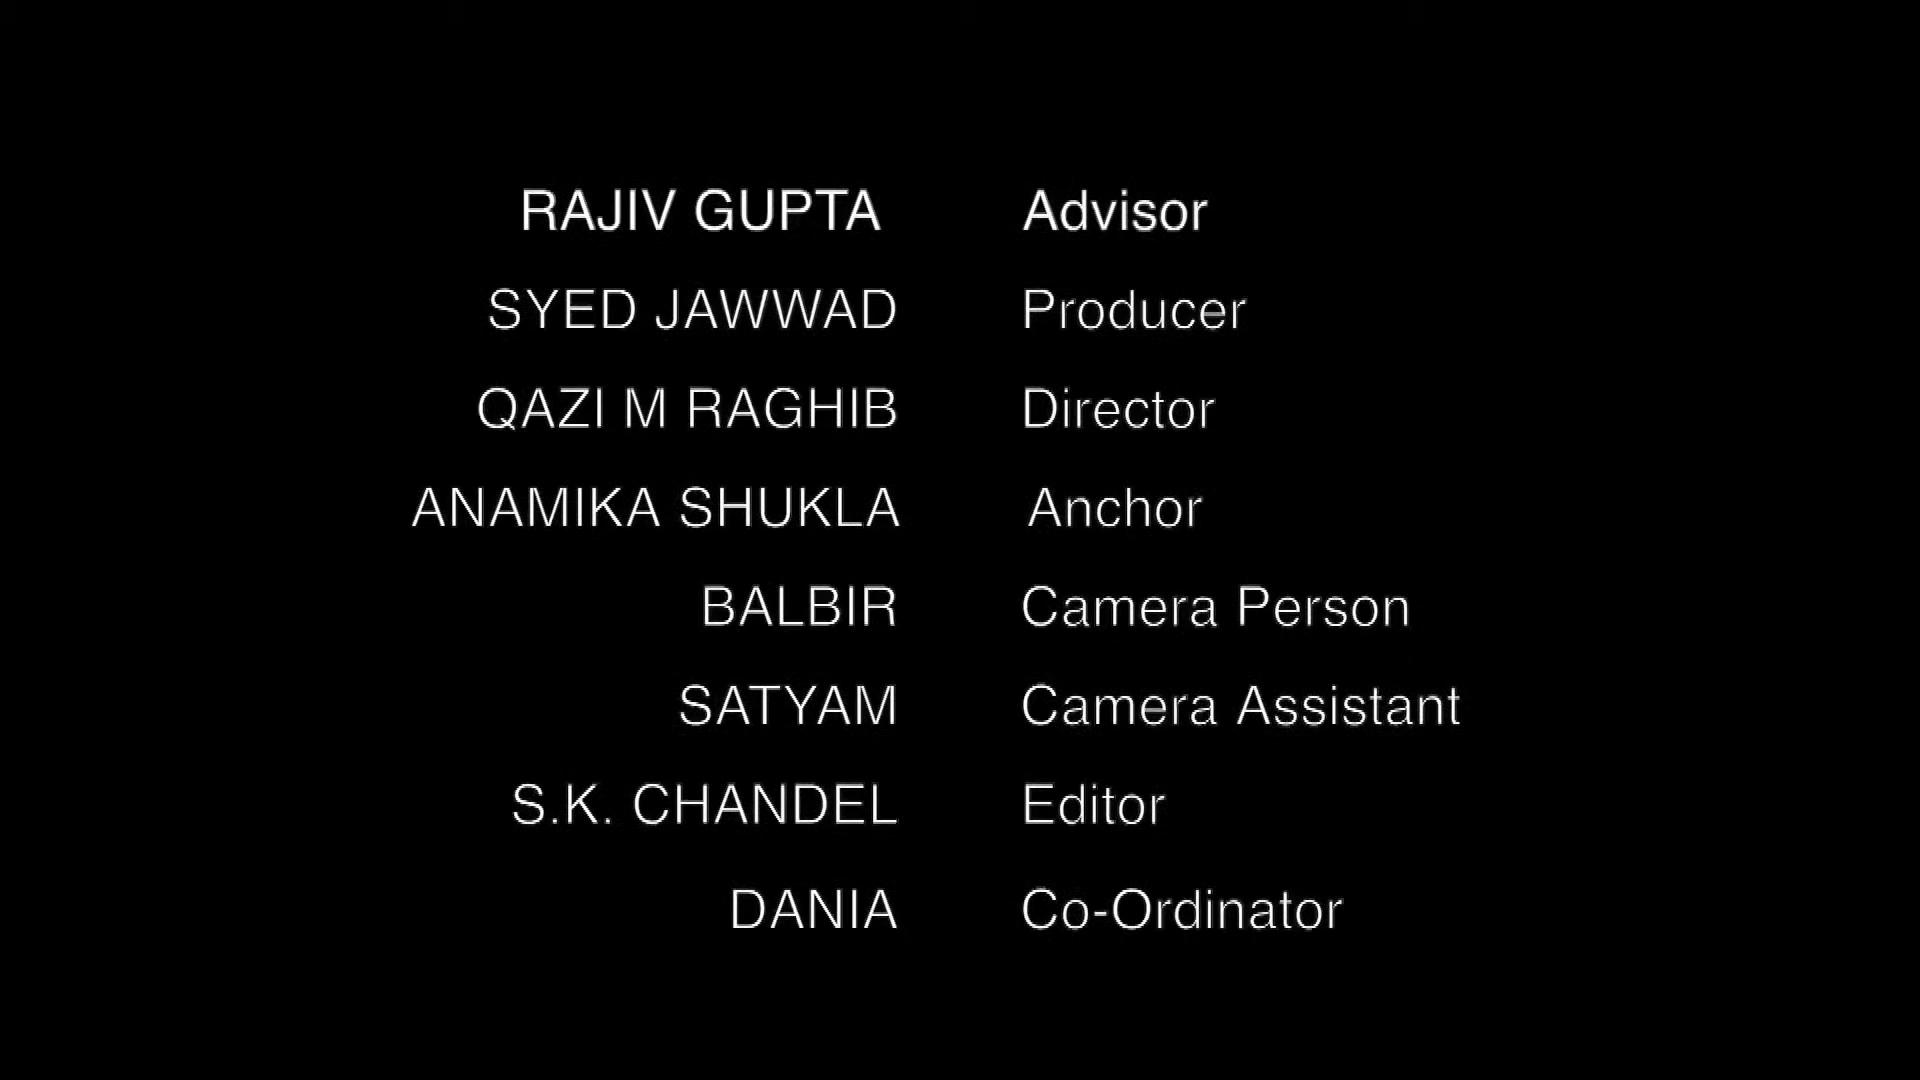 RAJIV GUPTA Advisor
SYED JAWWAD Producer
QAZI M RAGHIB Director
ANAMIKA SHUKLA Anchor
BALBIR Camera Person
SATYAM Camera Assistant
S.K. CHANDEL Editor
DANIA Co-Ordinator